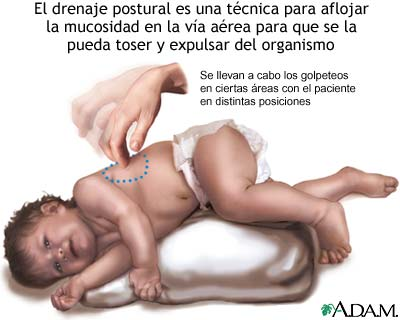 El drenaje postural es una técnica para aflojar
la mucosidad en la vía aérea para que se la
pueda toser y expulsar del organismo
Se llevan a cabo los golpeteos
en ciertas áreas con el paciente
en distintas posiciones
A.D.A.M.